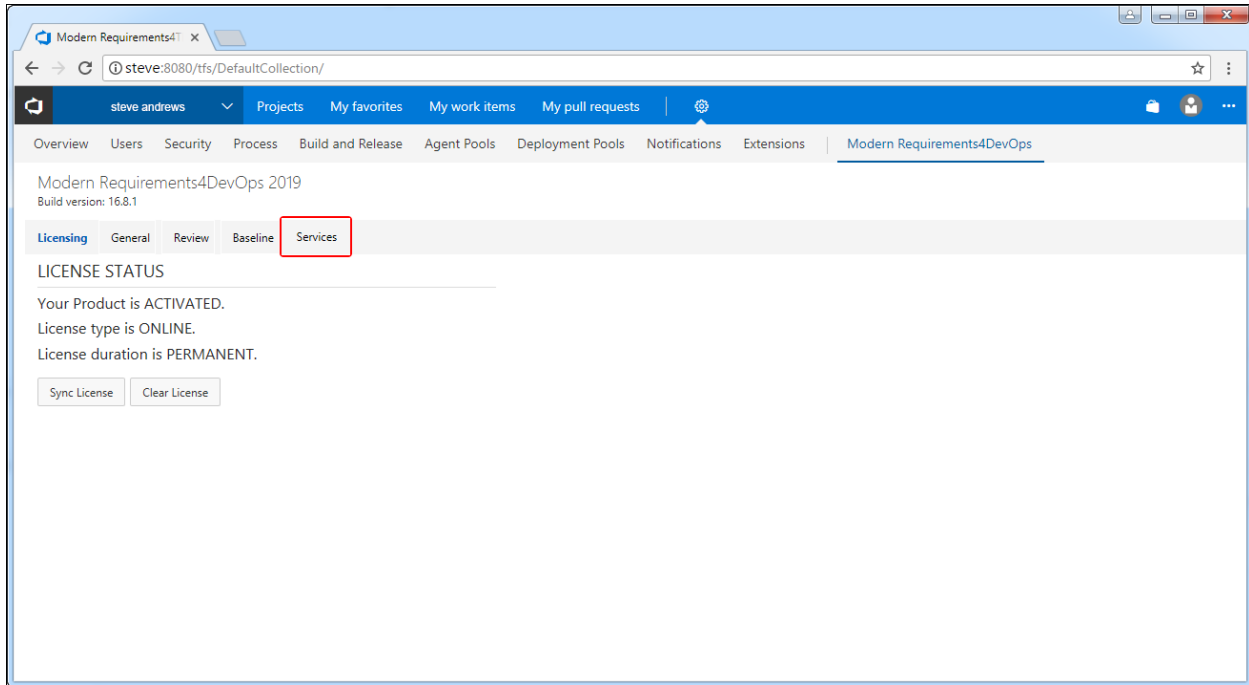 Modern Requirements4T
steve:8080/tfs/DefaultCollection/
steve andrews Projects My favorites My work items My pull requests
Overview Users Security Process Build and Release Agent Pools Deployment Pools Notifications Extensions Modern Requirements4DevOps
Modern Requirements4DevOps 2019
Build version: 16.8.1
Licensing General Review Baseline Services
LICENSE STATUS
Your Product is ACTIVATED.
License type is ONLINE.
License duration is PERMANENT.
Sync License Clear License